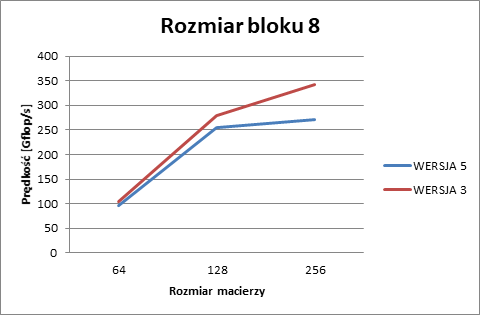 Rozmiar bloku 8
400
350
300
250
200
150
100
50
0
Prędkość [Gflop/s]
64 128 256
Rozmiar macierzy
WERSJA 5
WERSJA 3